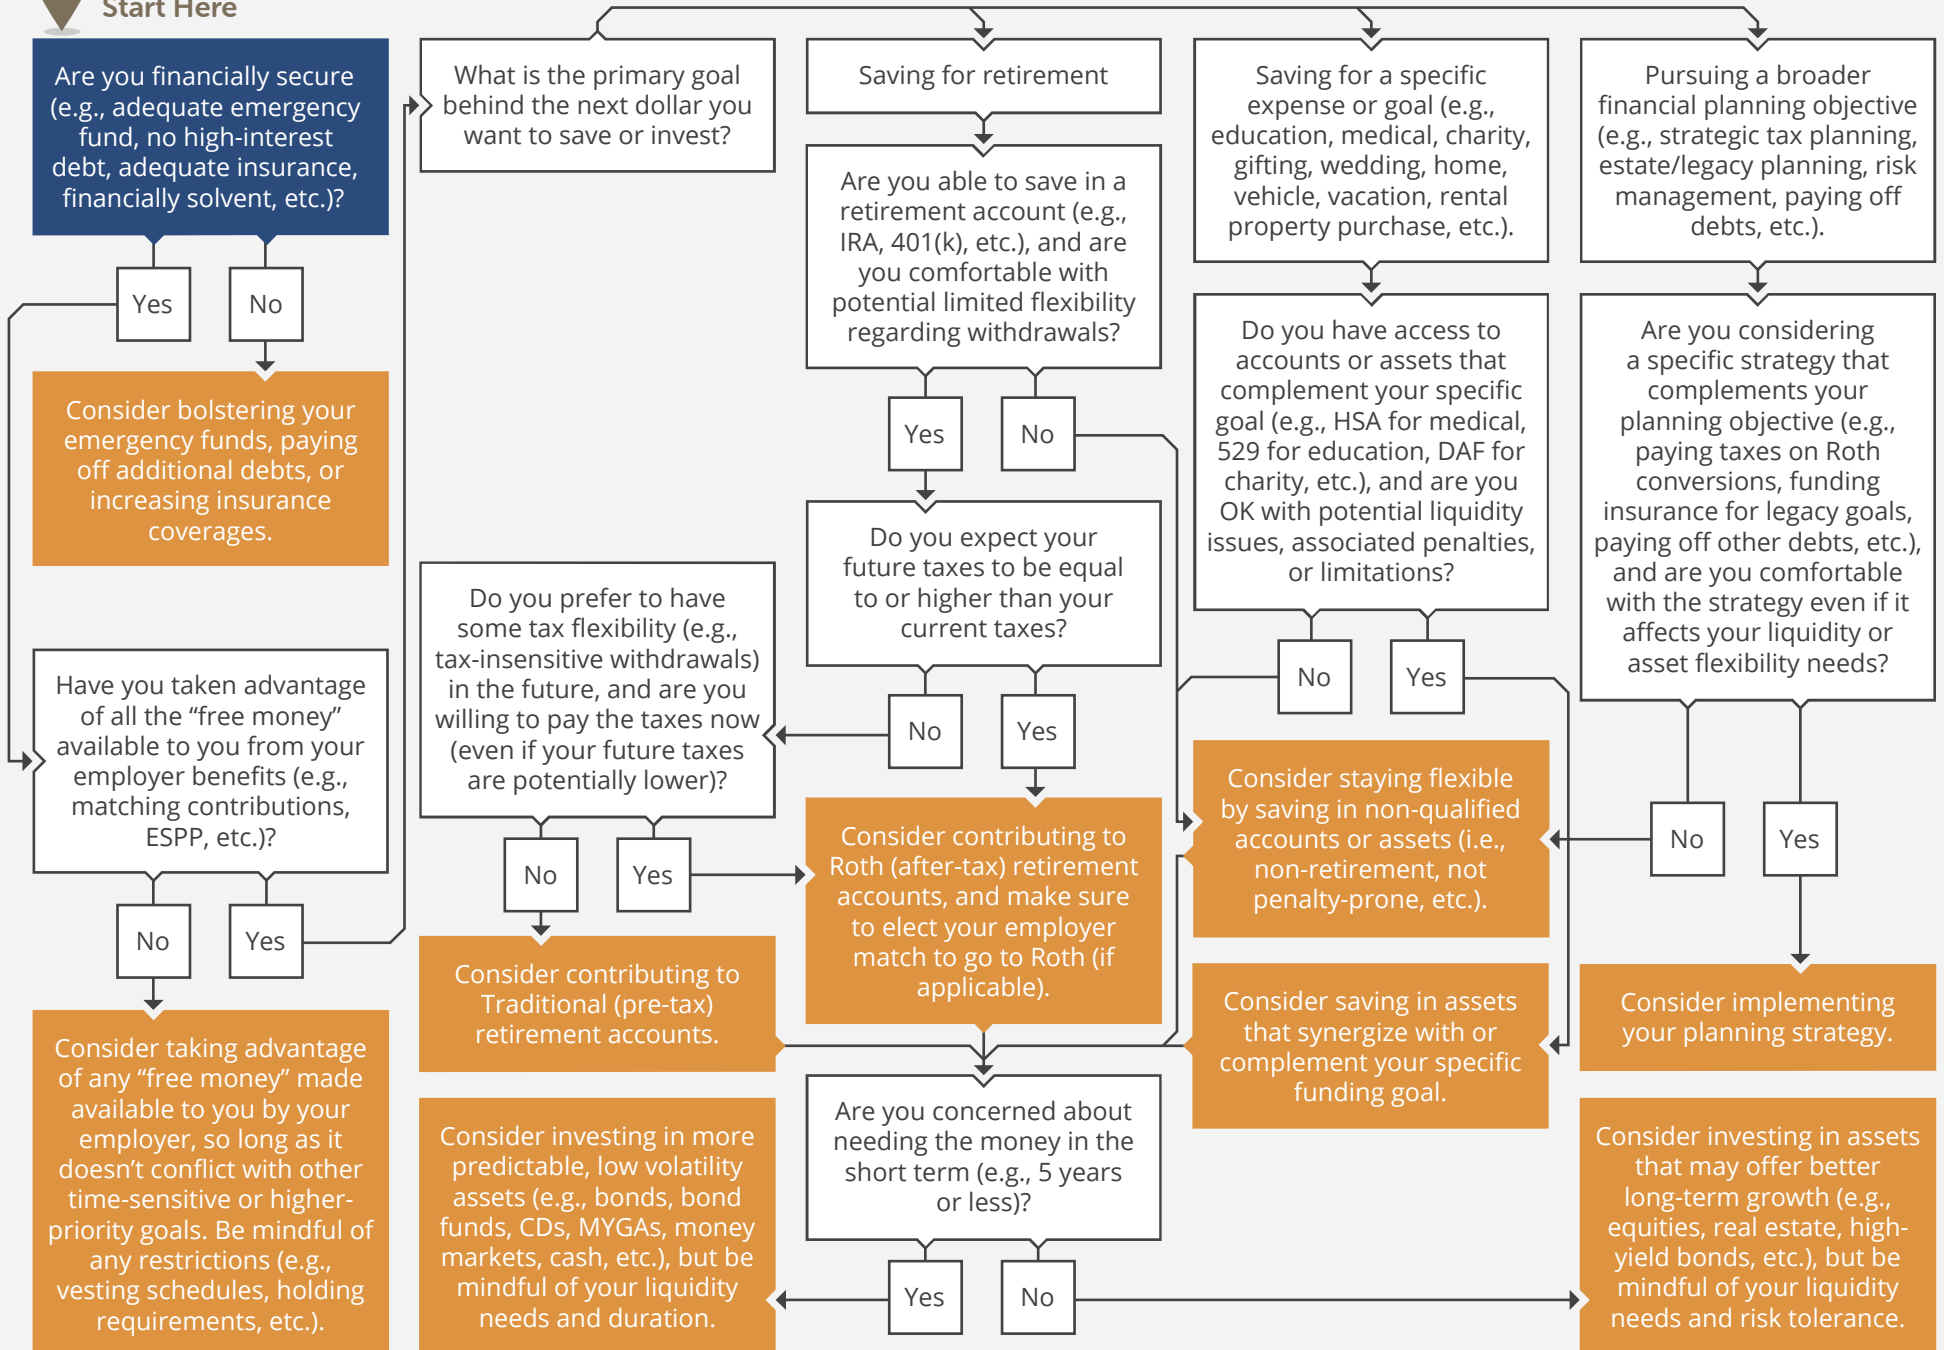 Start Here
Are you financially secure
(e.g., adequate emergency
fund, no high-interest
debt, adequate insurance,
financially solvent, etc.)?
Yes
No
Consider bolstering your
emergency funds, paying
off additional debts, or
increasing insurance
coverages.
Have you taken advantage
of all the “free money”
available to you from your
employer benefits (e.g.,
matching contributions,
ESPP, etc.)?
No
Yes
Consider taking advantage
of any “free money” made
available to you by your
employer, so long as it
doesn’t conflict with other
time-sensitive or higher-
priority goals. Be mindful of
any restrictions (e.g.,
vesting schedules, holding
requirements, etc.).
What is the primary goal
behind the next dollar you
want to save or invest?
Saving for retirement
Are you able to save in a
retirement account (e.g.,
IRA, 401(k), etc.), and are
you comfortable with
potential limited flexibility
regarding withdrawals?
Yes
No
Do you expect your
future taxes to be equal
to or higher than your
current taxes?
No
Yes
Do you prefer to have
some tax flexibility (e.g.,
tax-insensitive withdrawals)
in the future, and are you
willing to pay the taxes now
(even if your future taxes
are potentially lower)?
No
Yes
Consider contributing to
Traditional (pre-tax)
retirement accounts.
Consider contributing to
Roth (after-tax) retirement
accounts, and make sure
to elect your employer
match to go to Roth (if
applicable).
Saving for a specific
expense or goal (e.g.,
education, medical, charity,
gifting, wedding, home,
vehicle, vacation, rental
property purchase, etc.).
Do you have access to
accounts or assets that
complement your specific
goal (e.g., HSA for medical,
529 for education, DAF for
charity, etc.), and are you
OK with potential liquidity
issues, associated penalties,
or limitations?
No
Yes
Consider staying flexible
by saving in non-qualified
accounts or assets (i.e.,
non-retirement, not
penalty-prone, etc.).
Consider saving in assets
that synergize with or
complement your specific
funding goal.
Pursuing a broader
financial planning objective
(e.g., strategic tax planning,
estate/legacy planning, risk
management, paying off
debts, etc.).
Are you considering
a specific strategy that
complements your
planning objective (e.g.,
paying taxes on Roth
conversions, funding
insurance for legacy goals,
paying off other debts, etc.),
and are you comfortable
with the strategy even if it
affects your liquidity or
asset flexibility needs?
No
Yes
Consider implementing
your planning strategy.
Are you concerned about
needing the money in the
short term (e.g., 5 years
or less)?
Yes
No
Consider investing in more
predictable, low volatility
assets (e.g., bonds, bond
funds, CDs, MYGAs, money
markets, cash, etc.), but be
mindful of your liquidity
needs and duration.
Consider investing in assets
that may offer better
long-term growth (e.g.,
equities, real estate, high-
yield bonds, etc.), but be
mindful of your liquidity
needs and risk tolerance.